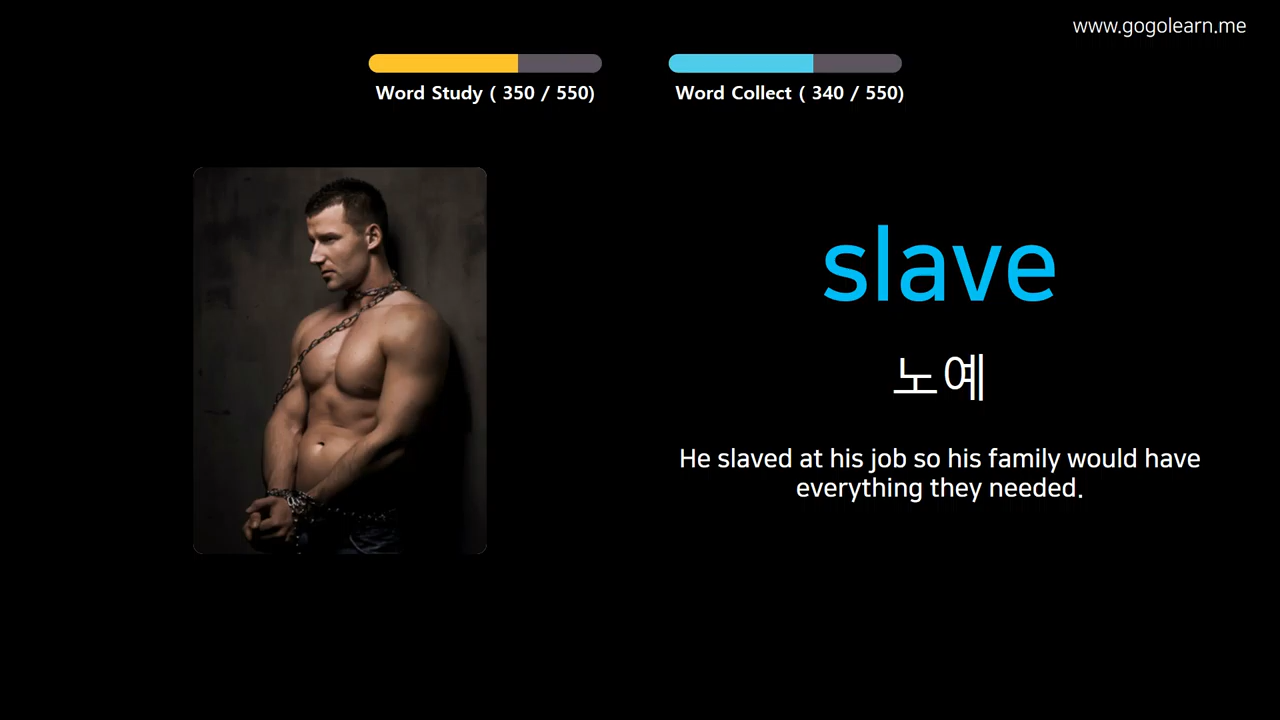 www.gogolearn.me
Word Study ( 350 / 550)
Word Collect ( 340 / 550)
slave
노예
He slaved at his job so his family would have
everything they needed.